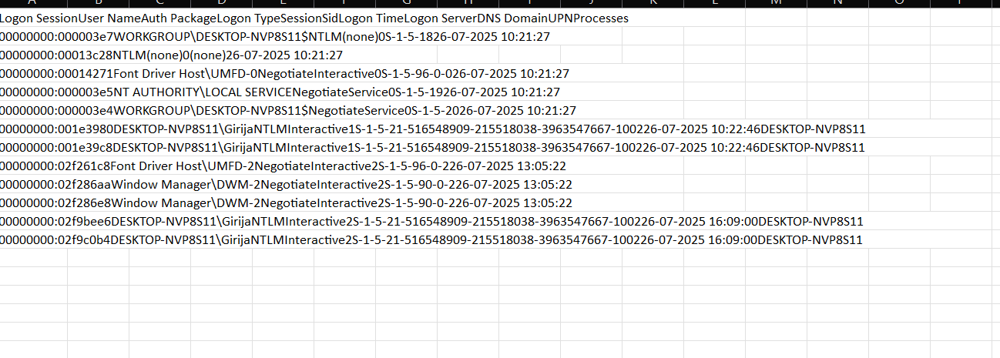 A B C D E F G H I J K L M N O P
Logon SessionUser NameAuth PackageLogon TypeSessionSidLogon TimeLogon ServerDNS DomainUPNProcesses
00000000:000003e7WORKGROUP\DESKTOP-NVP8S11$NTLM(none)0S-1-5-1826-07-2025 10:21:27
00000000:00013c28NTLM(none)0(none)26-07-2025 10:21:27
00000000:00014271Font Driver Host\UMFD-0NegotiateInteractive0S-1-5-96-0-026-07-2025 10:21:27
00000000:000003e5NT AUTHORITY\LOCAL SERVICENegotiateService0S-1-5-1926-07-2025 10:21:27
00000000:000003e4WORKGROUP\DESKTOP-NVP8S11$NegotiateService0S-1-5-2026-07-2025 10:21:27
00000000:001e3980DESKTOP-NVP8S11\GirijaNTLMInteractive1S-1-5-21-516548909-215518038-3963547667-100226-07-2025 10:22:46DESKTOP-NVP8S11
00000000:001e39c8DESKTOP-NVP8S11\GirijaNTLMInteractive1S-1-5-21-516548909-215518038-3963547667-100226-07-2025 10:22:46DESKTOP-NVP8S11
00000000:02f261c8Font Driver Host\UMFD-2NegotiateInteractive2S-1-5-96-0-226-07-2025 13:05:22
00000000:02f286aaWindow Manager\DWM-2NegotiateInteractive2S-1-5-90-0-226-07-2025 13:05:22
00000000:02f286e8Window Manager\DWM-2NegotiateInteractive2S-1-5-90-0-226-07-2025 13:05:22
00000000:02f9bee6DESKTOP-NVP8S11\GirijaNTLMInteractive2S-1-5-21-516548909-215518038-3963547667-100226-07-2025 16:09:00DESKTOP-NVP8S11
00000000:02f9c0b4DESKTOP-NVP8S11\GirijaNTLMInteractive2S-1-5-21-516548909-215518038-3963547667-100226-07-2025 16:09:00DESKTOP-NVP8S11